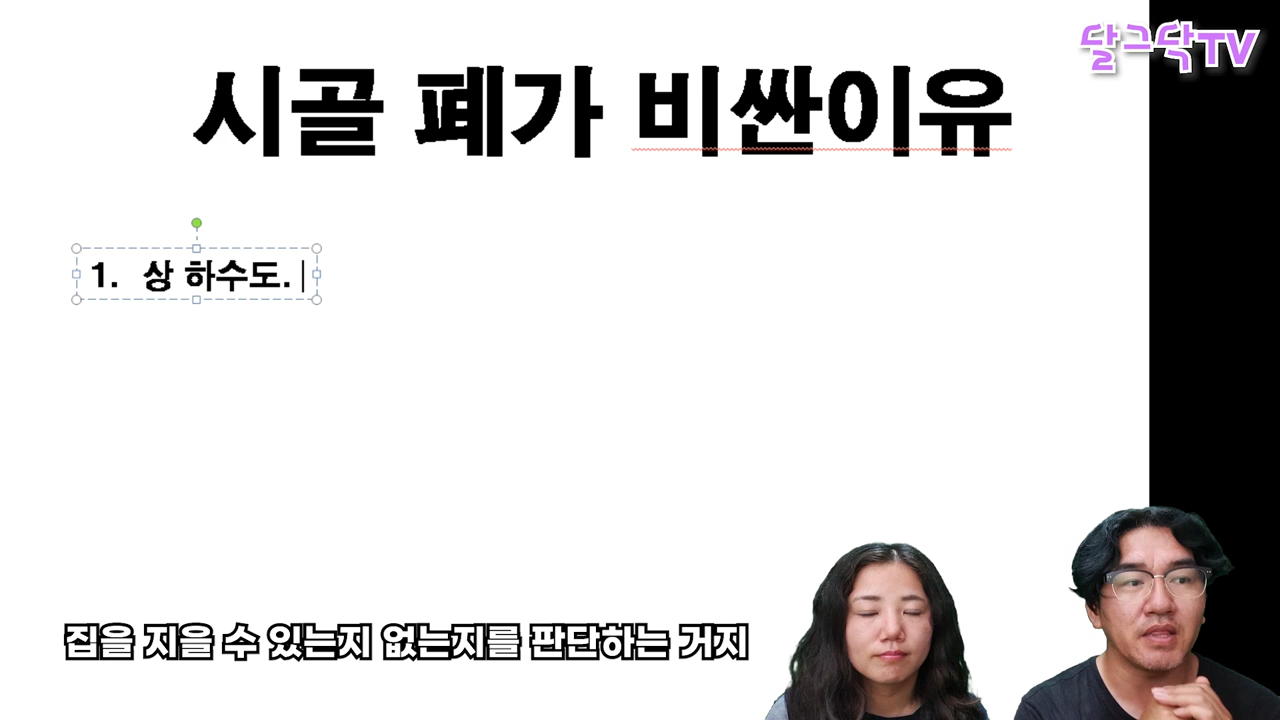 달그닥TV
시골 폐가 비싼이유
1. 상 하수도.
집을 지을 수 있는지 없는지를 판단하는 거지